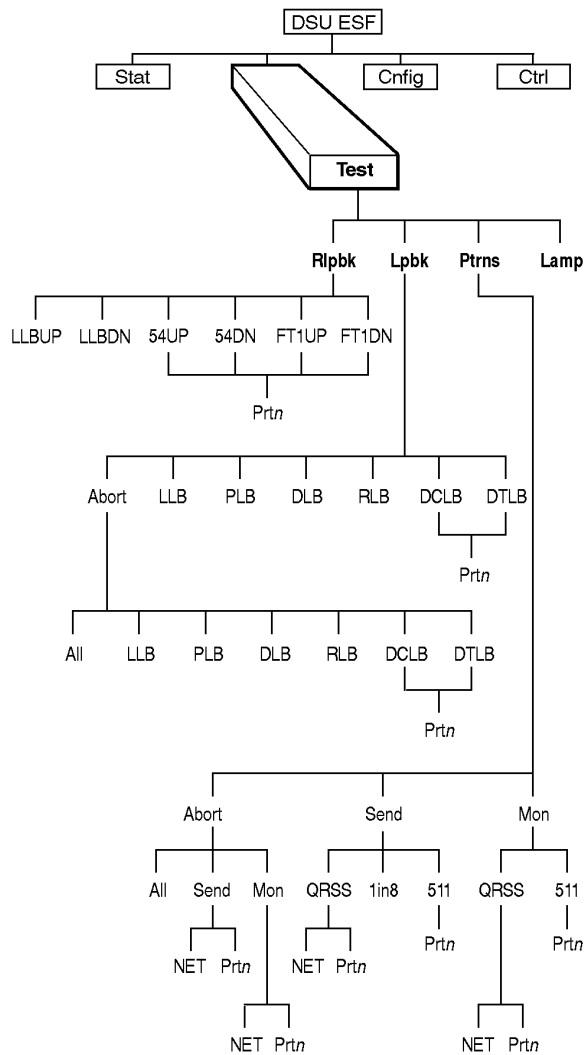 DSU ESF
Stat Cnfig Ctrl
Test
Rlpbk Lpbk Ptrns Lamp
LLBUP LLBDN 54UP 54DN FT1UP FT1DN
Prtn
Abort LLB PLB DLB RLB DCLB DTLB
Prtn
All LLB PLB DLB RLB DCLB DTLB
Prtn
Abort Send Mon
All Send Mon QRSS 1in8 511 QRSS 511
Prtn Prtn
NET Prtn NET Prtn
NET Prtn NET Prtn